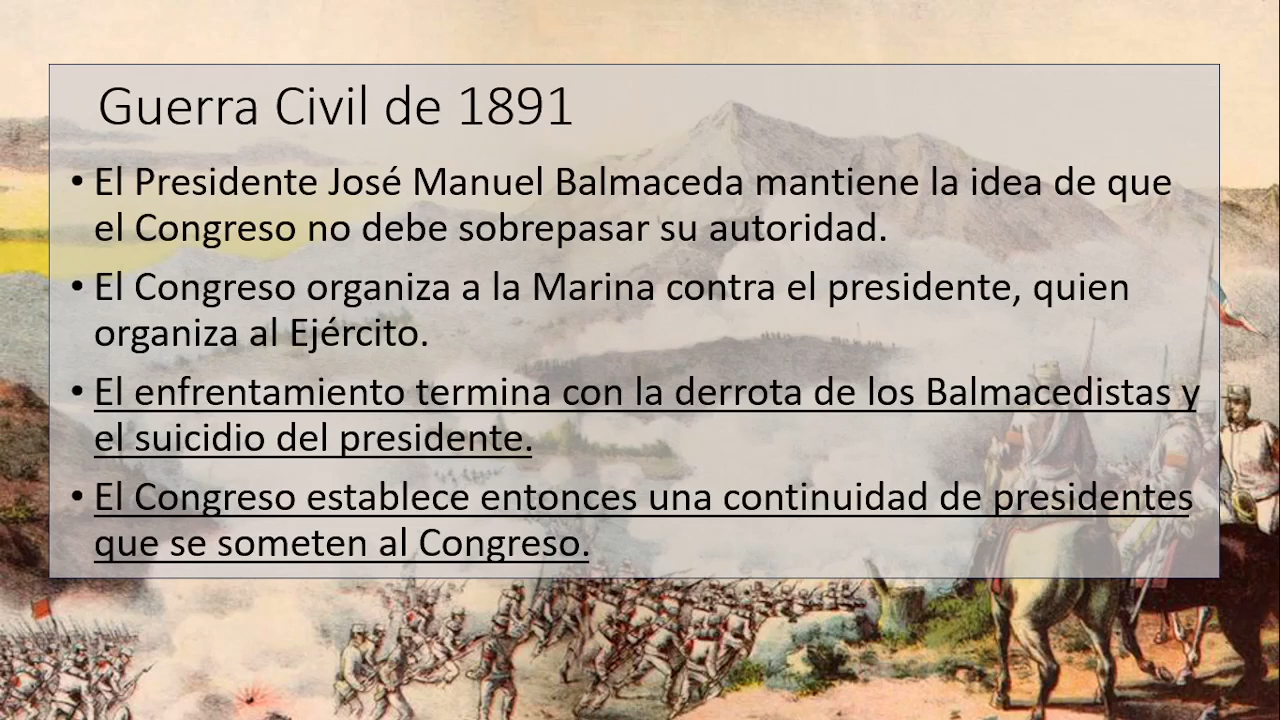 Guerra Civil de 1891
• El Presidente José Manuel Balmaceda mantiene la idea de que
el Congreso no debe sobrepasar su autoridad.
• El Congreso organiza a la Marina contra el presidente, quien
organiza al Ejército.
• El enfrentamiento termina con la derrota de los Balmacedistas y
el suicidio del presidente.
• El Congreso establece entonces una continuidad de presidentes
que se someten al Congreso.